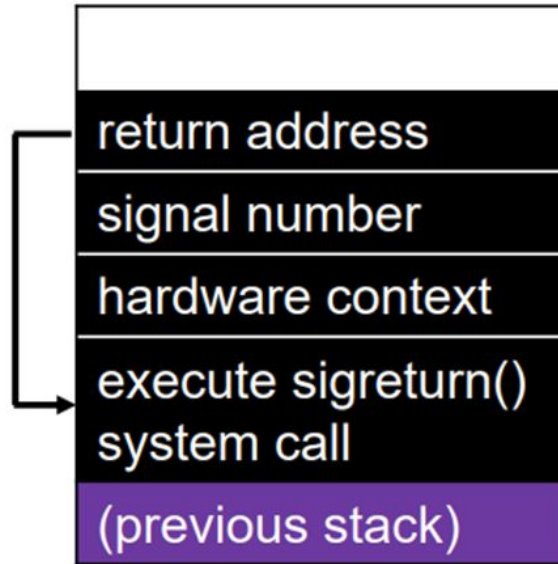 return address
signal number
hardware context
execute sigreturn()
system call
(previous stack)